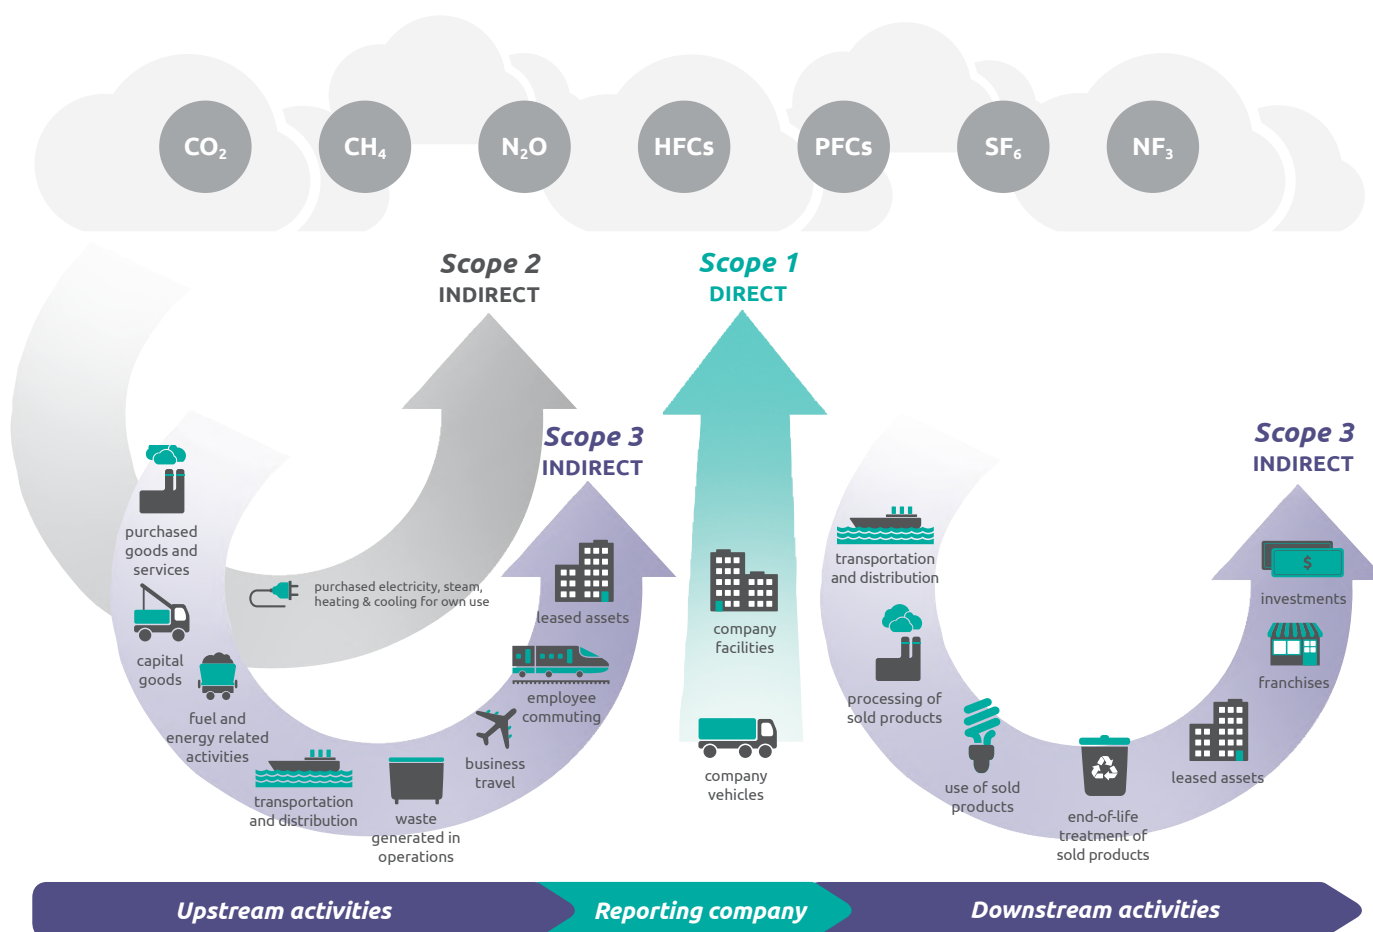 CO₂
CH₄
N₂O
HFCs
PFCs
SF₆
NF₃
Scope 2
INDIRECT
Scope 1
DIRECT
Scope 3
INDIRECT
Scope 3
INDIRECT
purchased
goods and
services
capital
goods
fuel and
energy related
activities
transportation
and distribution
waste
generated in
operations
business
travel
employee
commuting
leased assets
purchased electricity, steam,
heating & cooling for own use
company
facilities
company
vehicles
transportation
and distribution
processing of
sold products
use of sold
products
end-of-life
treatment of
sold products
leased assets
franchises
$
investments
Upstream activities
Reporting company
Downstream activities